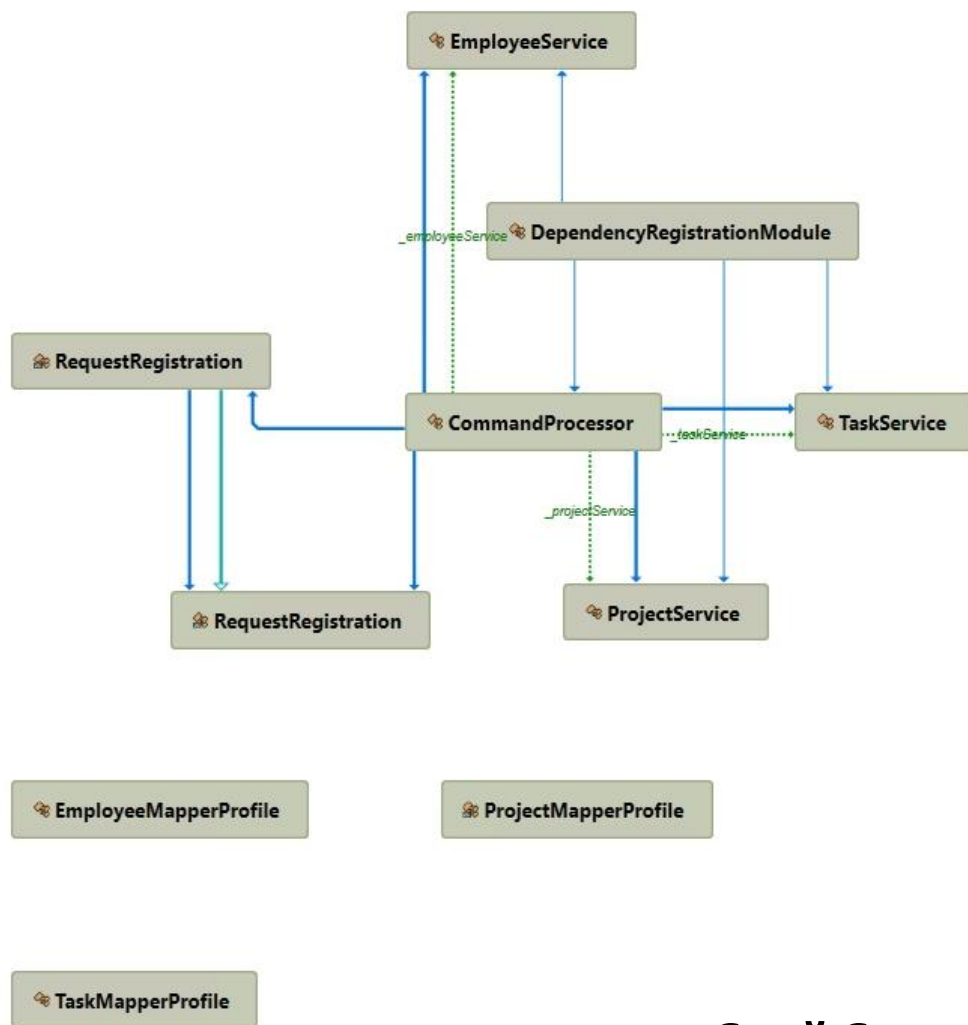 EmployeeService
_employeeService
DependencyRegistrationModule
RequestRegistration
CommandProcessor
_taskService
TaskService
_projectService
RequestRegistration
ProjectService
EmployeeMapperProfile
ProjectMapperProfile
TaskMapperProfile